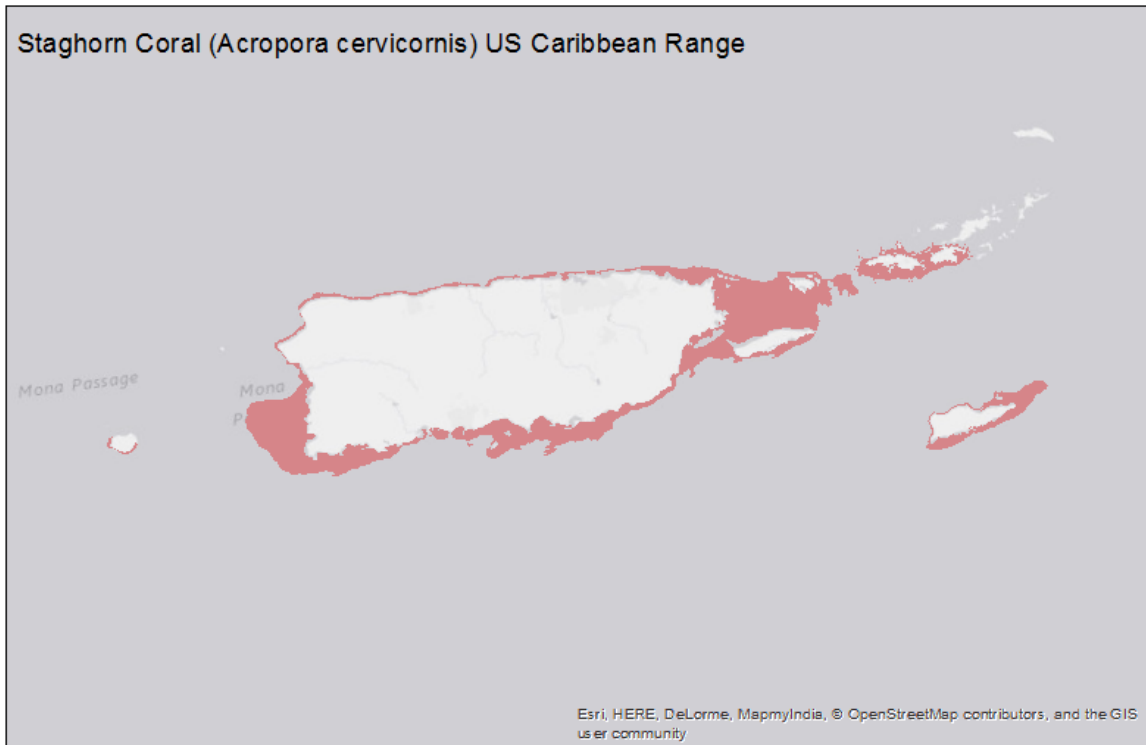 Staghorn Coral (Acropora cervicornis) US Caribbean Range
Mona Passage
Mona
P
Esri, HERE, DeLorme, MapmyIndia, © OpenStreetMap contributors, and the GIS
user community